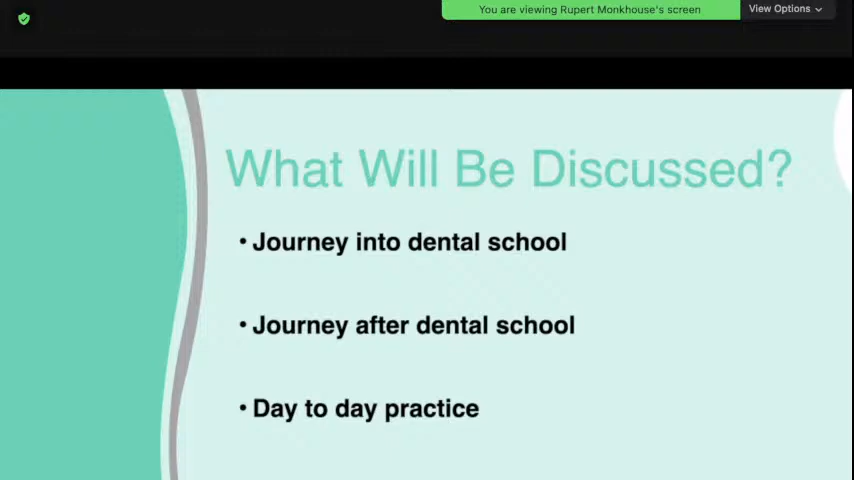 You are viewing Rupert Monkhouse's screen
View Options
What Will Be Discussed?
• Journey into dental school
• Journey after dental school
• Day to day practice